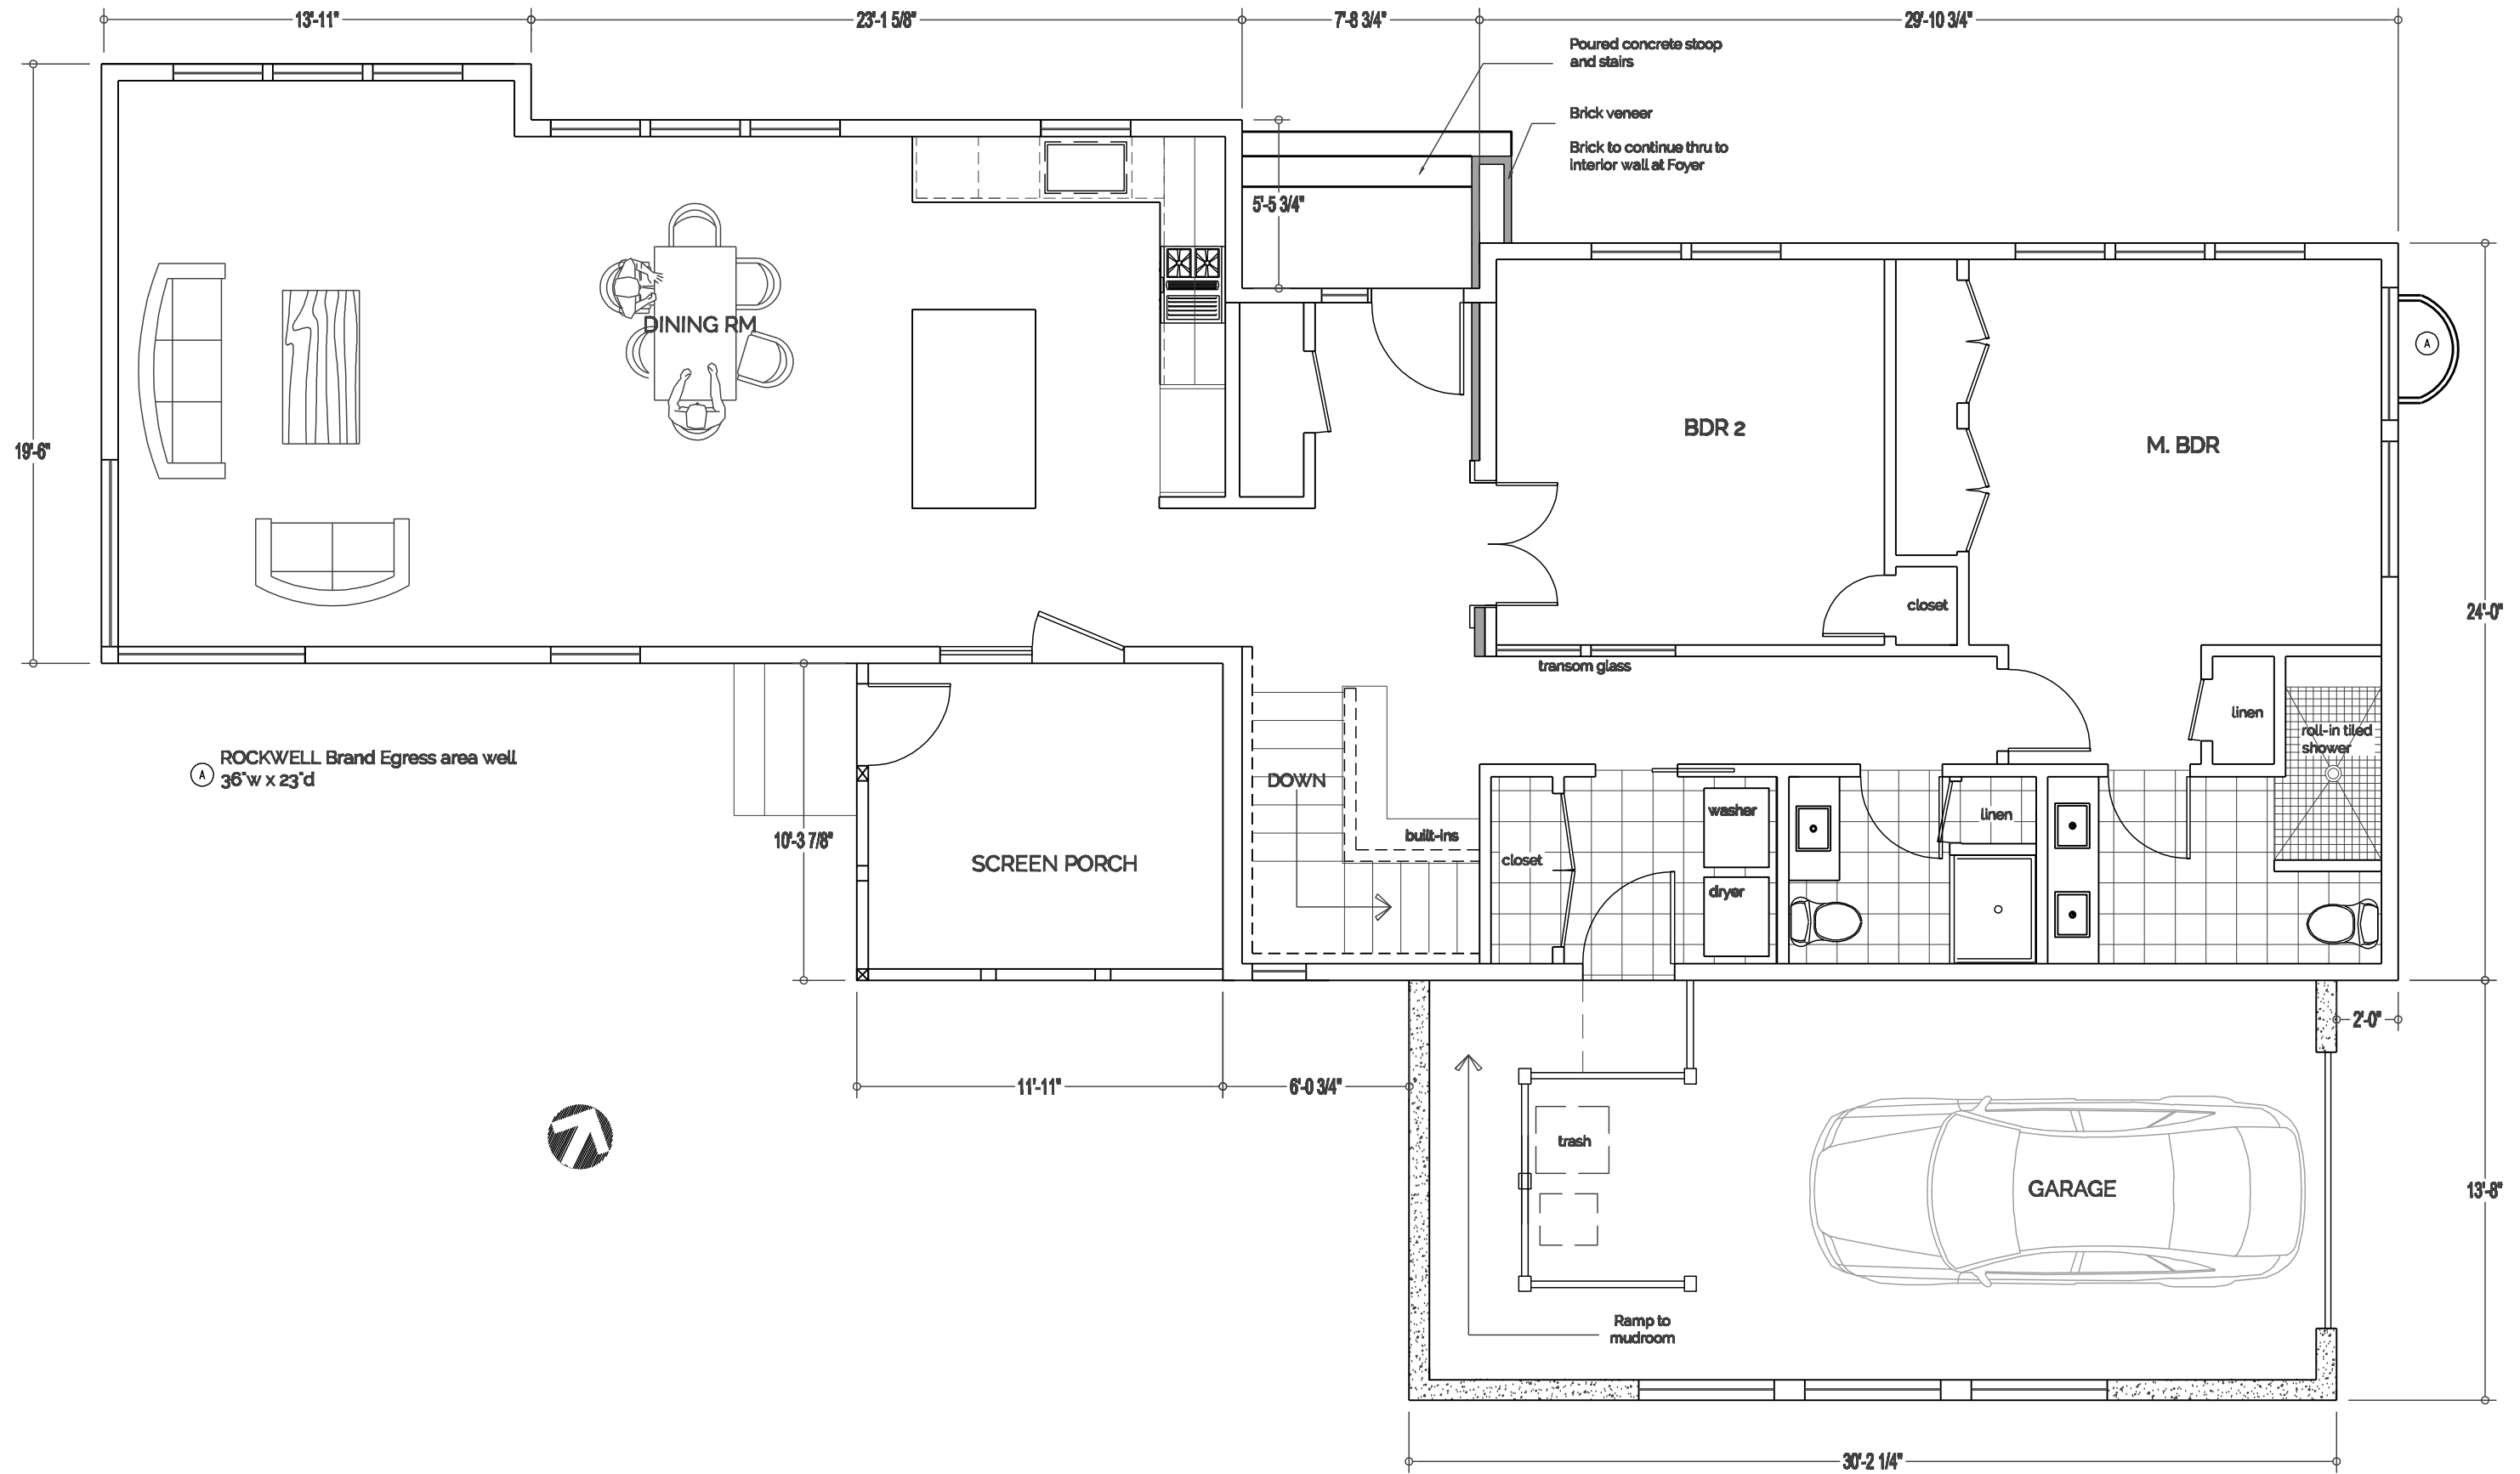 13'-11"
23'-1 5/8"
7'-8 3/4"
29'-10 3/4"
Poured concrete stoop
and stairs
Brick veneer
Brick to continue thru to
interior wall at Foyer
5'-5 3/4"
DINING RM
A
BDR 2
M. BDR
19'-6"
24'-0"
closet
transom glass
linen
roll-in tiled
shower
A
ROCKWELL Brand Egress area well
36"w x 23"d
DOWN
washer
linen
10'-3 7/8"
built-ins
SCREEN PORCH
closet
dryer
2'-0"
11'-11"
6'-0 3/4"
trash
GARAGE
13'-8"
Ramp to
mudroom
30'-2 1/4"